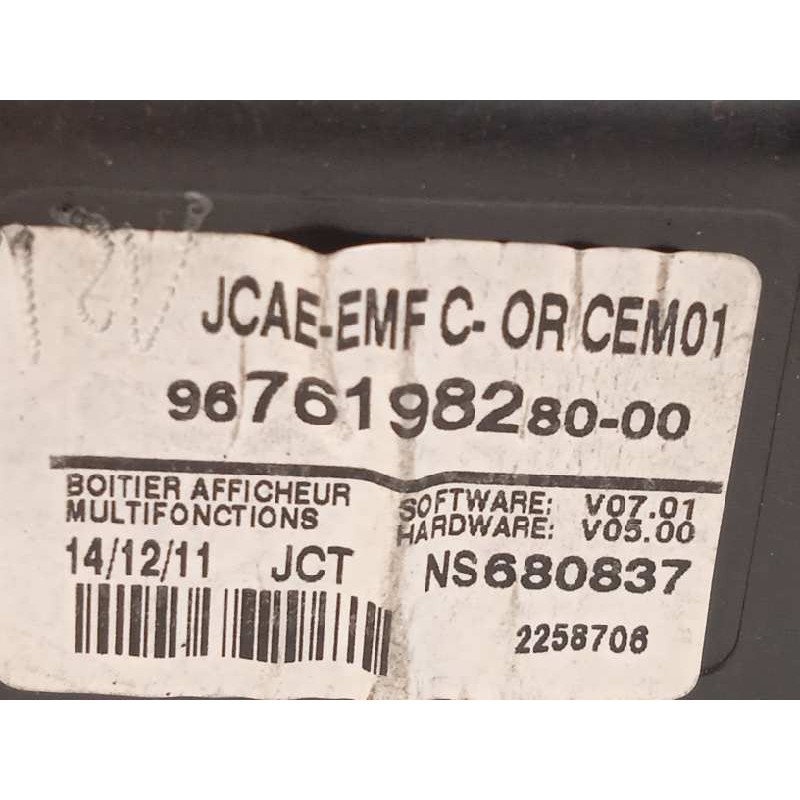 12V
JCAE-EMF C- OR CEM01
9676198280-00
BOITIER AFFICHEUR
MULTIFONCTIONS
SOFTWARE: V07.01
HARDWARE: V05.00
14/12/11 JCT NS680837
2258706